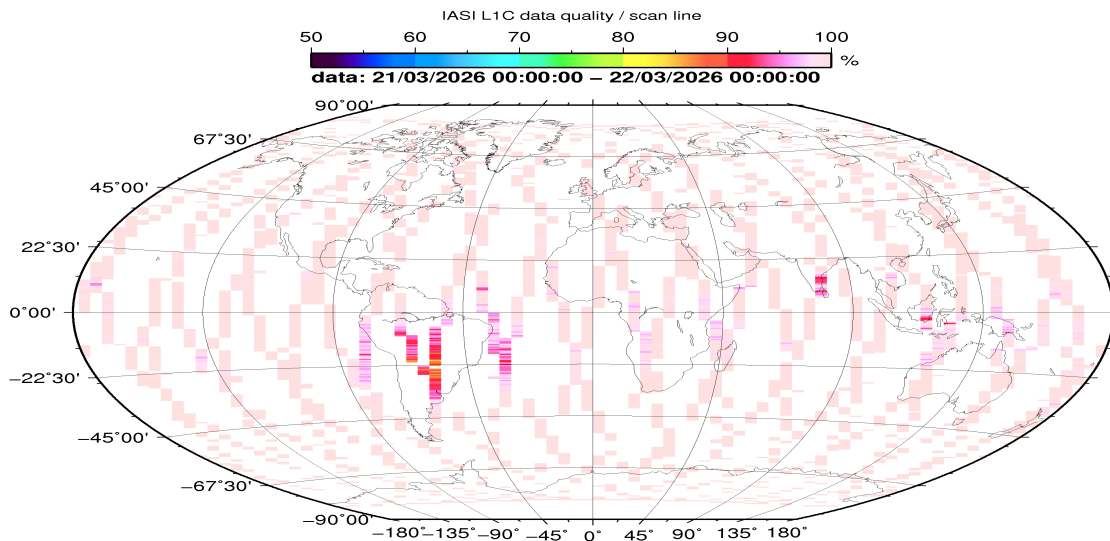 IASI L1C data quality / scan line
50 60 70 80 90 100
%
data: 21/03/2026 00:00:00 – 22/03/2026 00:00:00
90°00'
67°30'
45°00'
22°30'
0°00'
−22°30'
−45°00'
−67°30'
−90°00'
−180° −135° −90° −45° 0° 45° 90° 135° 180°